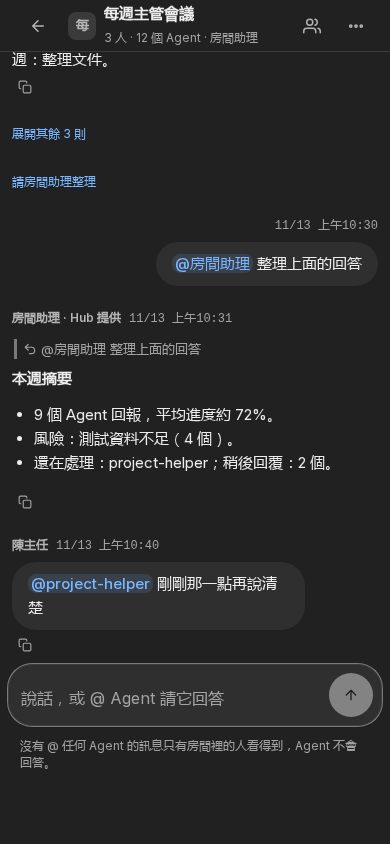 每
每週主管會議
3 人 · 12 個 Agent · 房間助理
週：整理文件。
展開其餘 3 則
請房間助理整理
11/13 上午10:30
@房間助理 整理上面的回答
房間助理 · Hub 提供 11/13 上午10:31
@房間助理 整理上面的回答
本週摘要
• 9 個 Agent 回報，平均進度約 72%。
• 風險：測試資料不足（4 個）。
• 還在處理：project-helper；稍後回覆：2 個。
陳主任 11/13 上午10:40
@project-helper 剛剛那一點再說清
楚
說話，或 @ Agent 請它回答
沒有 @ 任何 Agent 的訊息只有房間裡的人看得到，Agent 不會
回答。